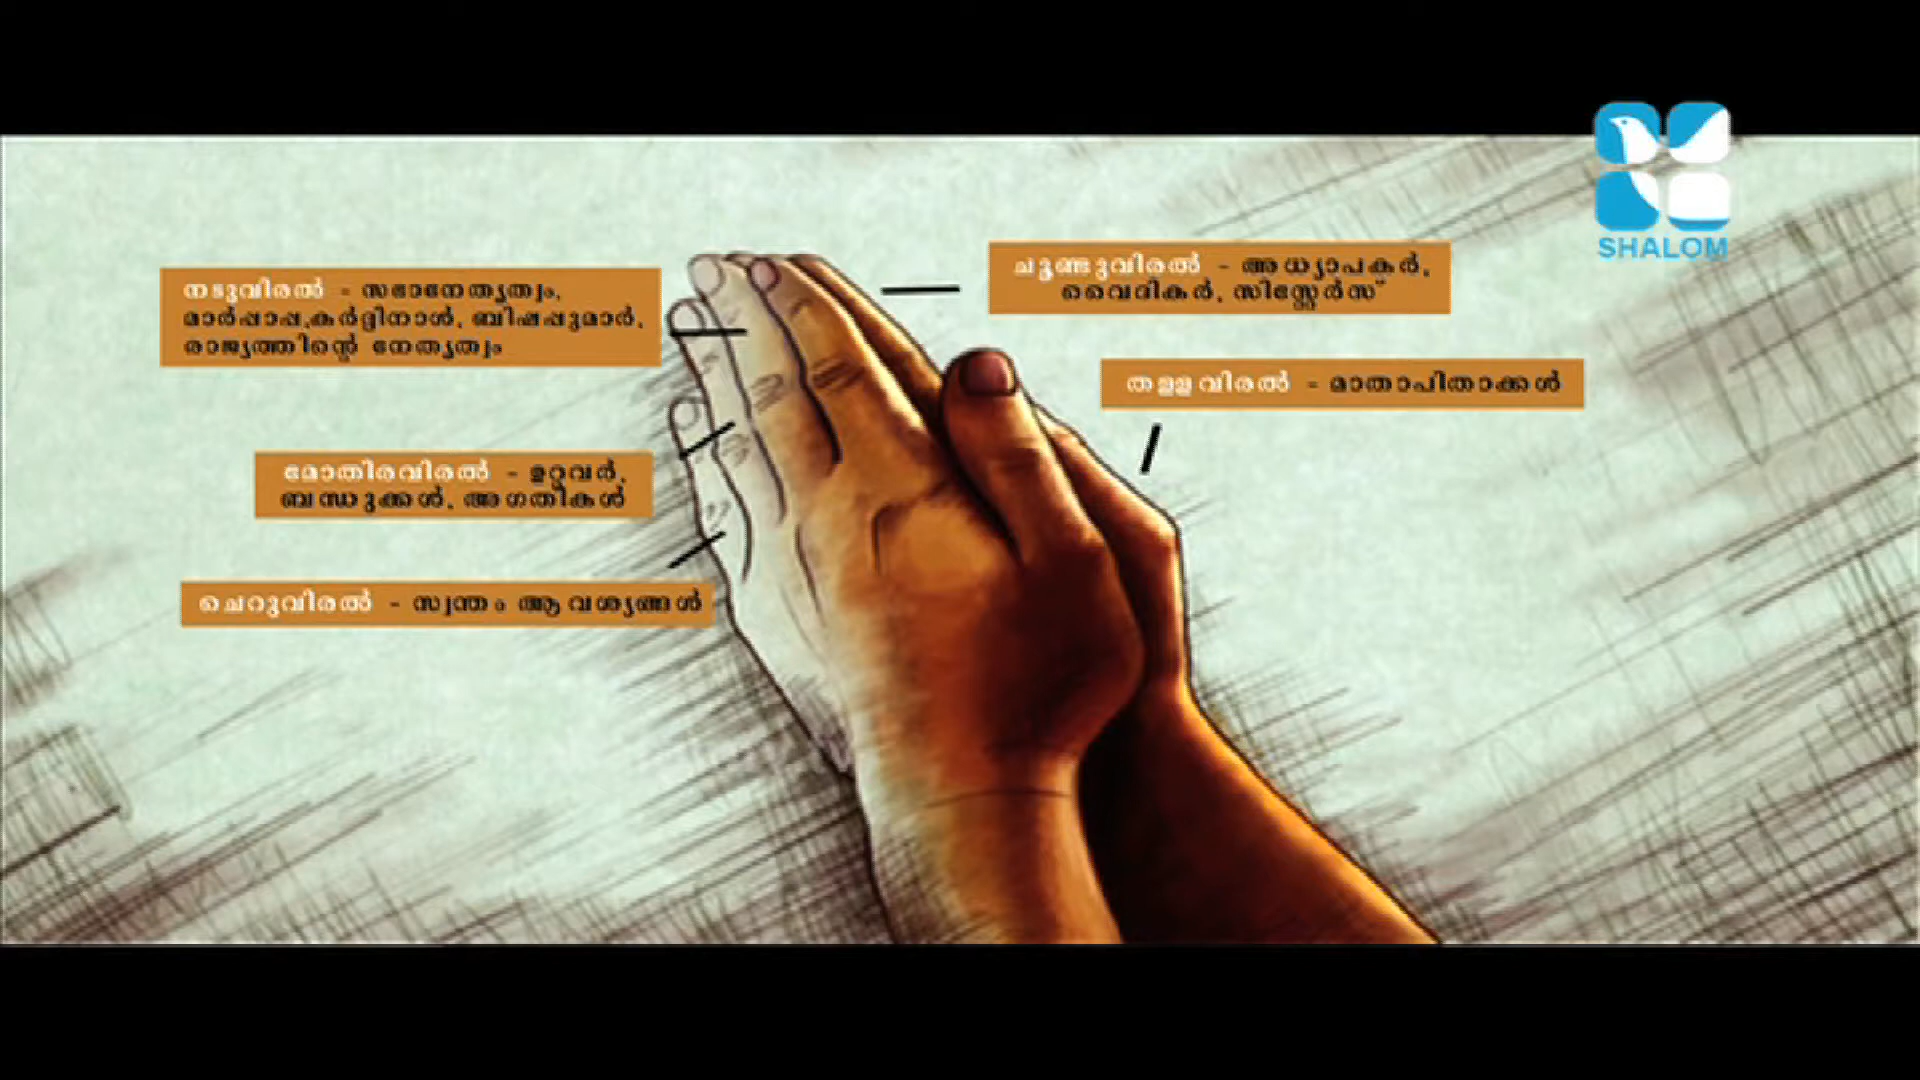 SHALOM
ചൂണ്ടുവിരൽ - അധ്യാപകർ,
വൈദികർ, സിസ്റ്റേർസ്
നടുവിരൽ - സഭാനേതൃത്വം,
മാർപ്പാപ്പ,കർദ്ദിനാൾ, ബിഷപ്പുമാർ,
രാജ്യത്തിന്റെ നേതൃത്വം
തള്ളവിരൽ - മാതാപിതാക്കൾ
മോതിരവിരൽ - ഉറ്റവർ,
ബന്ധുക്കൾ, അഗതികൾ
ചെറുവിരൽ - സ്വന്തം ആവശ്യങ്ങൾ